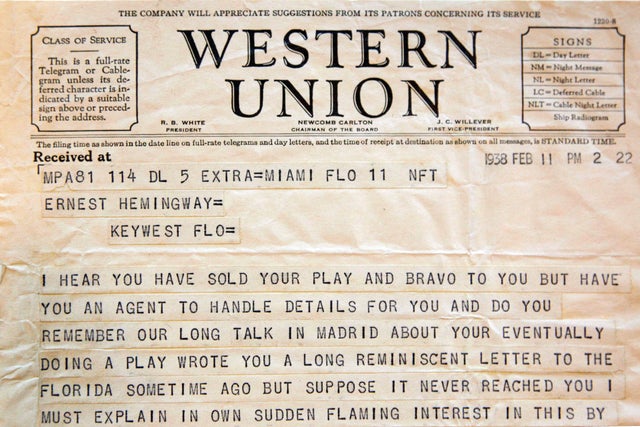 THE COMPANY WILL APPRECIATE SUGGESTIONS FROM ITS PATRONS CONCERNING ITS SERVICE
1220-B
CLASS OF SERVICE
This is a full-rate
Telegram or Cable-
gram unless its de-
ferred character is in-
dicated by a suitable
sign above or preced-
ing the address.
WESTERN
UNION
R. B. WHITE
PRESIDENT
NEWCOMB CARLTON
CHAIRMAN OF THE BOARD
J. C. WILLEVER
FIRST VICE-PRESIDENT
SIGNS
DL = Day Letter
NM = Night Message
NL = Night Letter
LC = Deferred Cable
NLT = Cable Night Letter
Ship Radiogram
The filing time as shown in the date line on full-rate telegrams and day letters, and the time of receipt at destination as shown on all messages, is STANDARD TIME.
Received at
1938 FEB 11 PM 2 22
MPA81 114 DL 5 EXTRA=MIAMI FLO 11 NFT
ERNEST HEMINGWAY=
KEYWEST FLO=
I HEAR YOU HAVE SOLD YOUR PLAY AND BRAVO TO YOU BUT HAVE
YOU AN AGENT TO HANDLE DETAILS FOR YOU AND DO YOU
REMEMBER OUR LONG TALK IN MADRID ABOUT YOUR EVENTUALLY
DOING A PLAY WROTE YOU A LONG REMINISCENT LETTER TO THE
FLORIDA SOMETIME AGO BUT SUPPOSE IT NEVER REACHED YOU I
MUST EXPLAIN IN OWN SUDDEN FLAMING INTEREST IN THIS BY